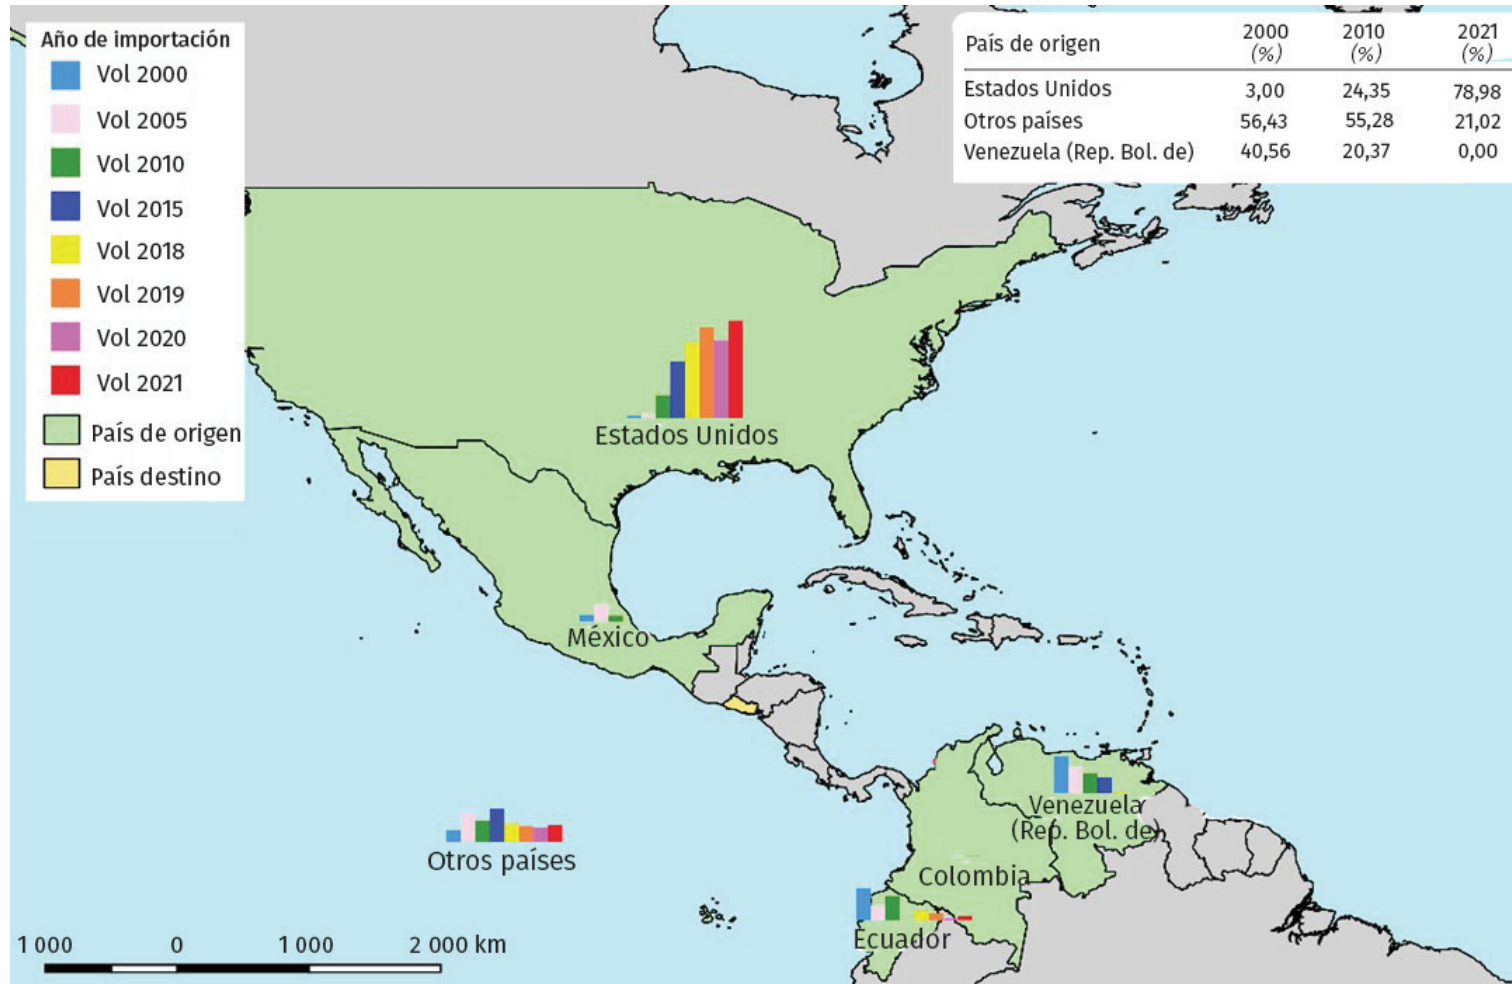 Año de importación
Vol 2000
Vol 2005
Vol 2010
Vol 2015
Vol 2018
Vol 2019
Vol 2020
Vol 2021
País de origen
País destino
País de origen 2000 (%) 2010 (%) 2021 (%)
Estados Unidos 3,00 24,35 78,98
Otros países 56,43 55,28 21,02
Venezuela (Rep. Bol. de) 40,56 20,37 0,00
Estados Unidos
México
Venezuela
(Rep. Bol. de)
Otros países
Colombia
Ecuador
1 000 0 1 000 2 000 km